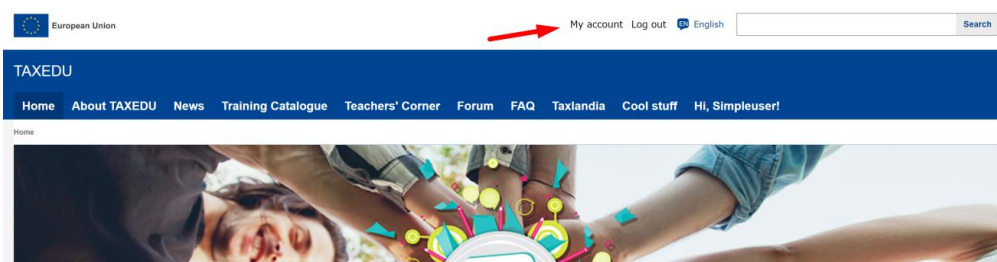 European Union
My account Log out EN English Search
TAXEDU
Home About TAXEDU News Training Catalogue Teachers' Corner Forum FAQ Taxlandia Cool stuff Hi, Simpleuser!
Home